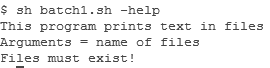 $ sh batch1.sh -help
This program prints text in files
Arguments = name of files
Files must exist!